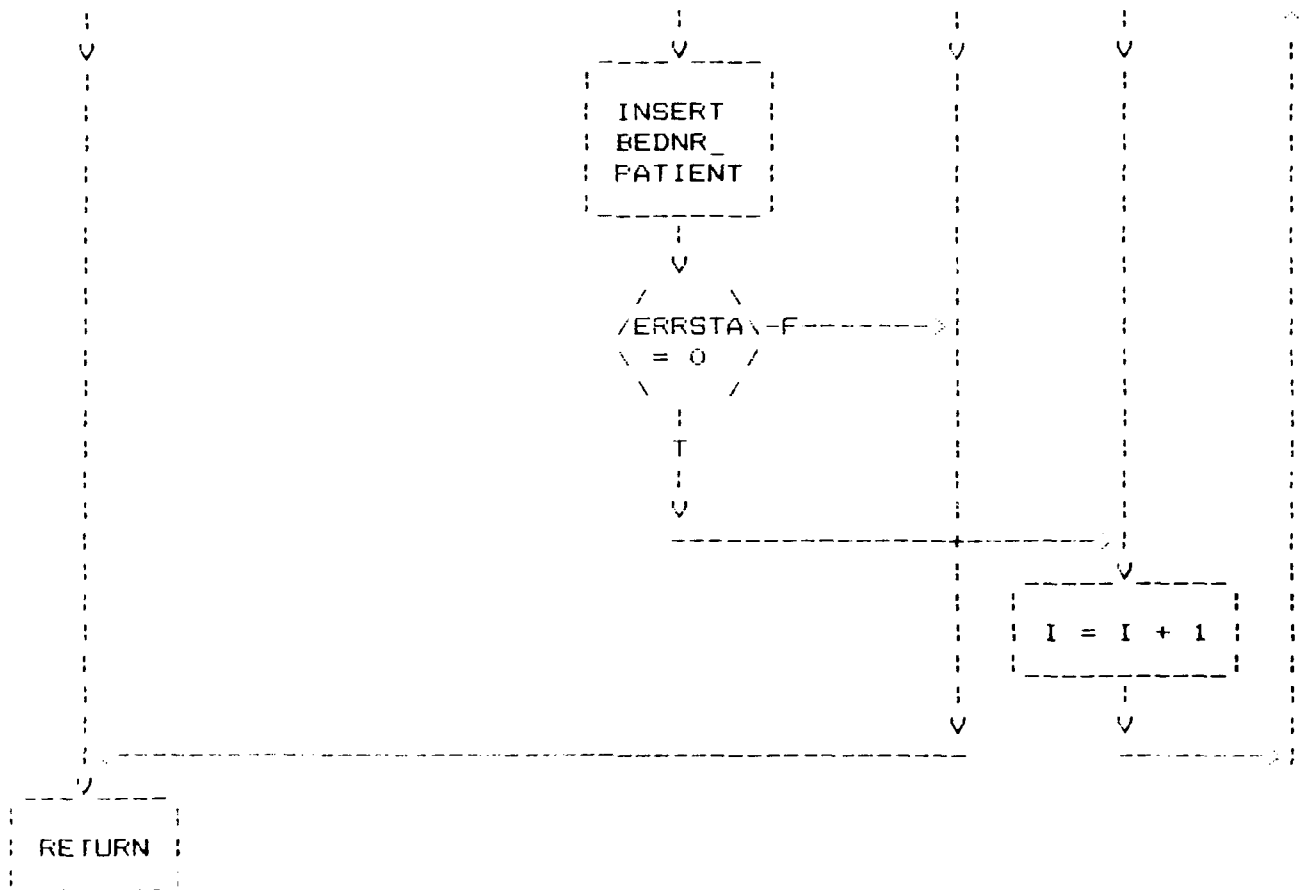 INSERT
BEDNR_
PATIENT
ERRSTA F
= 0
T
I = I + 1
RETURN